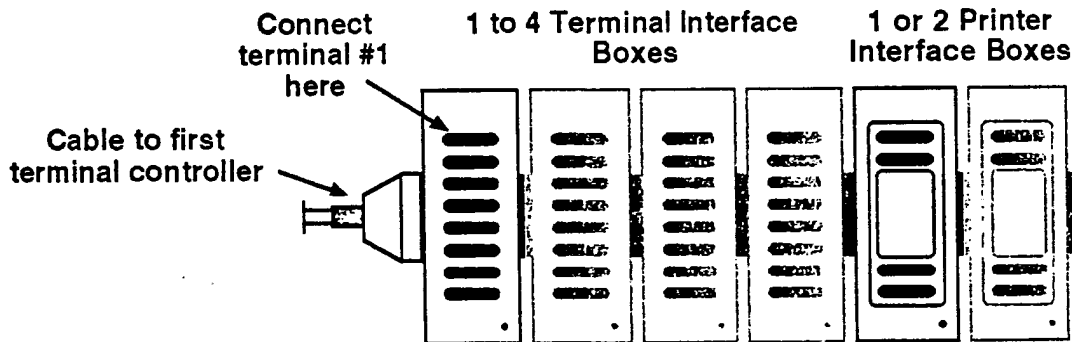 Connect
terminal #1
here
1 to 4 Terminal Interface
Boxes
1 or 2 Printer
Interface Boxes
Cable to first
terminal controller